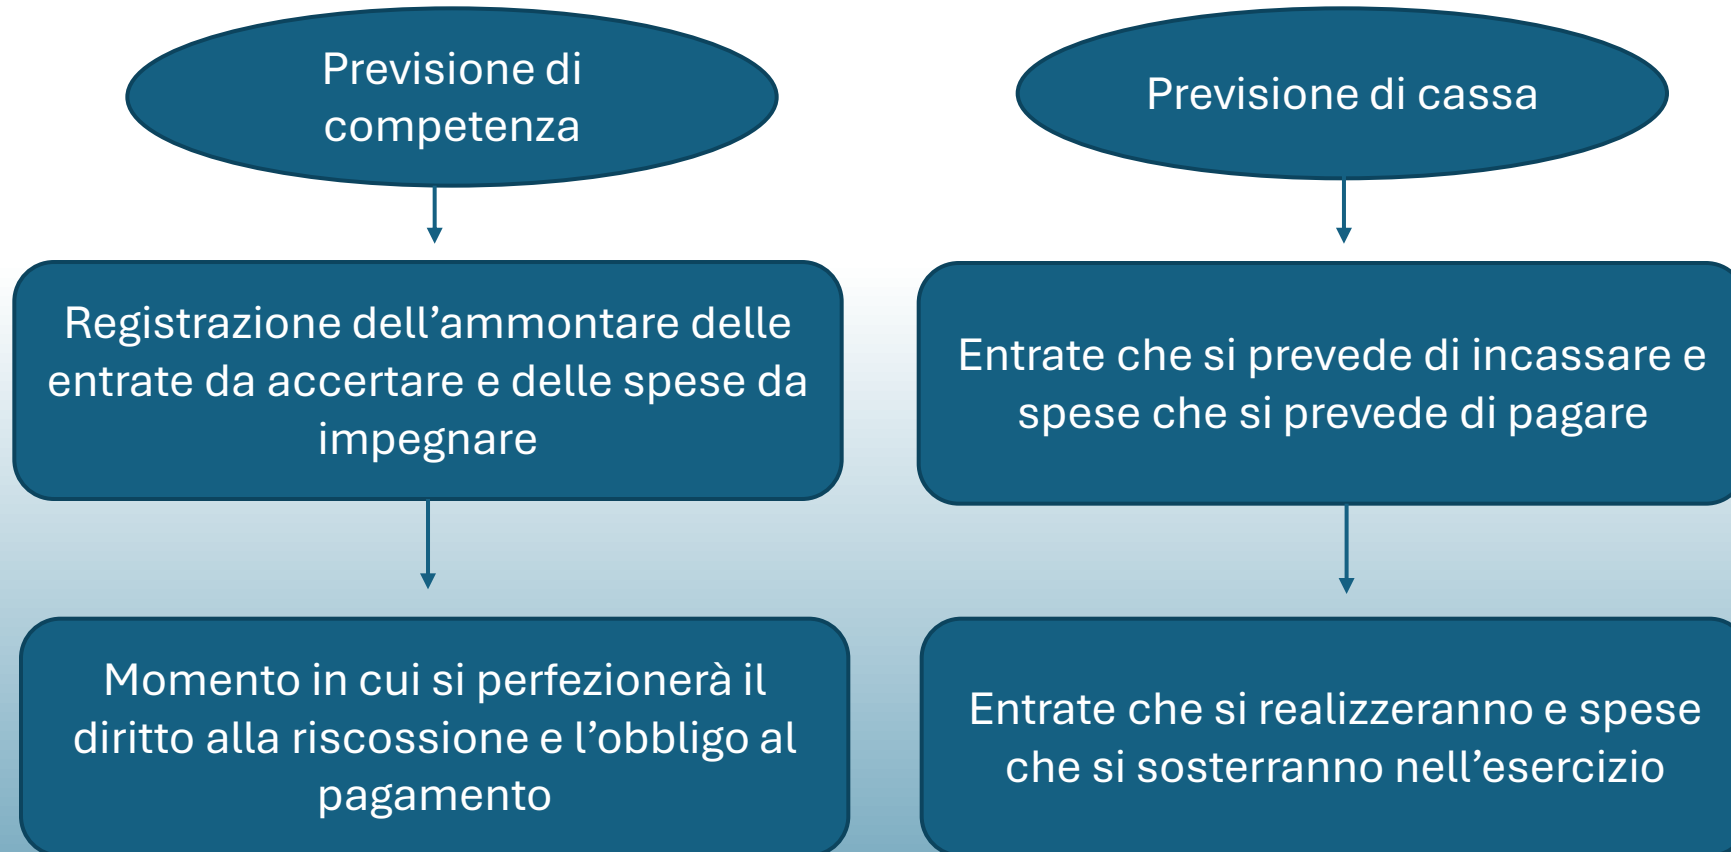 Previsione di
competenza
Registrazione dell’ammontare delle
entrate da accertare e delle spese da
impegnare
Momento in cui si perfezionerà il
diritto alla riscossione e l’obbligo al
pagamento
Previsione di cassa
Entrate che si prevede di incassare e
spese che si prevede di pagare
Entrate che si realizzeranno e spese
che si sosterranno nell’esercizio